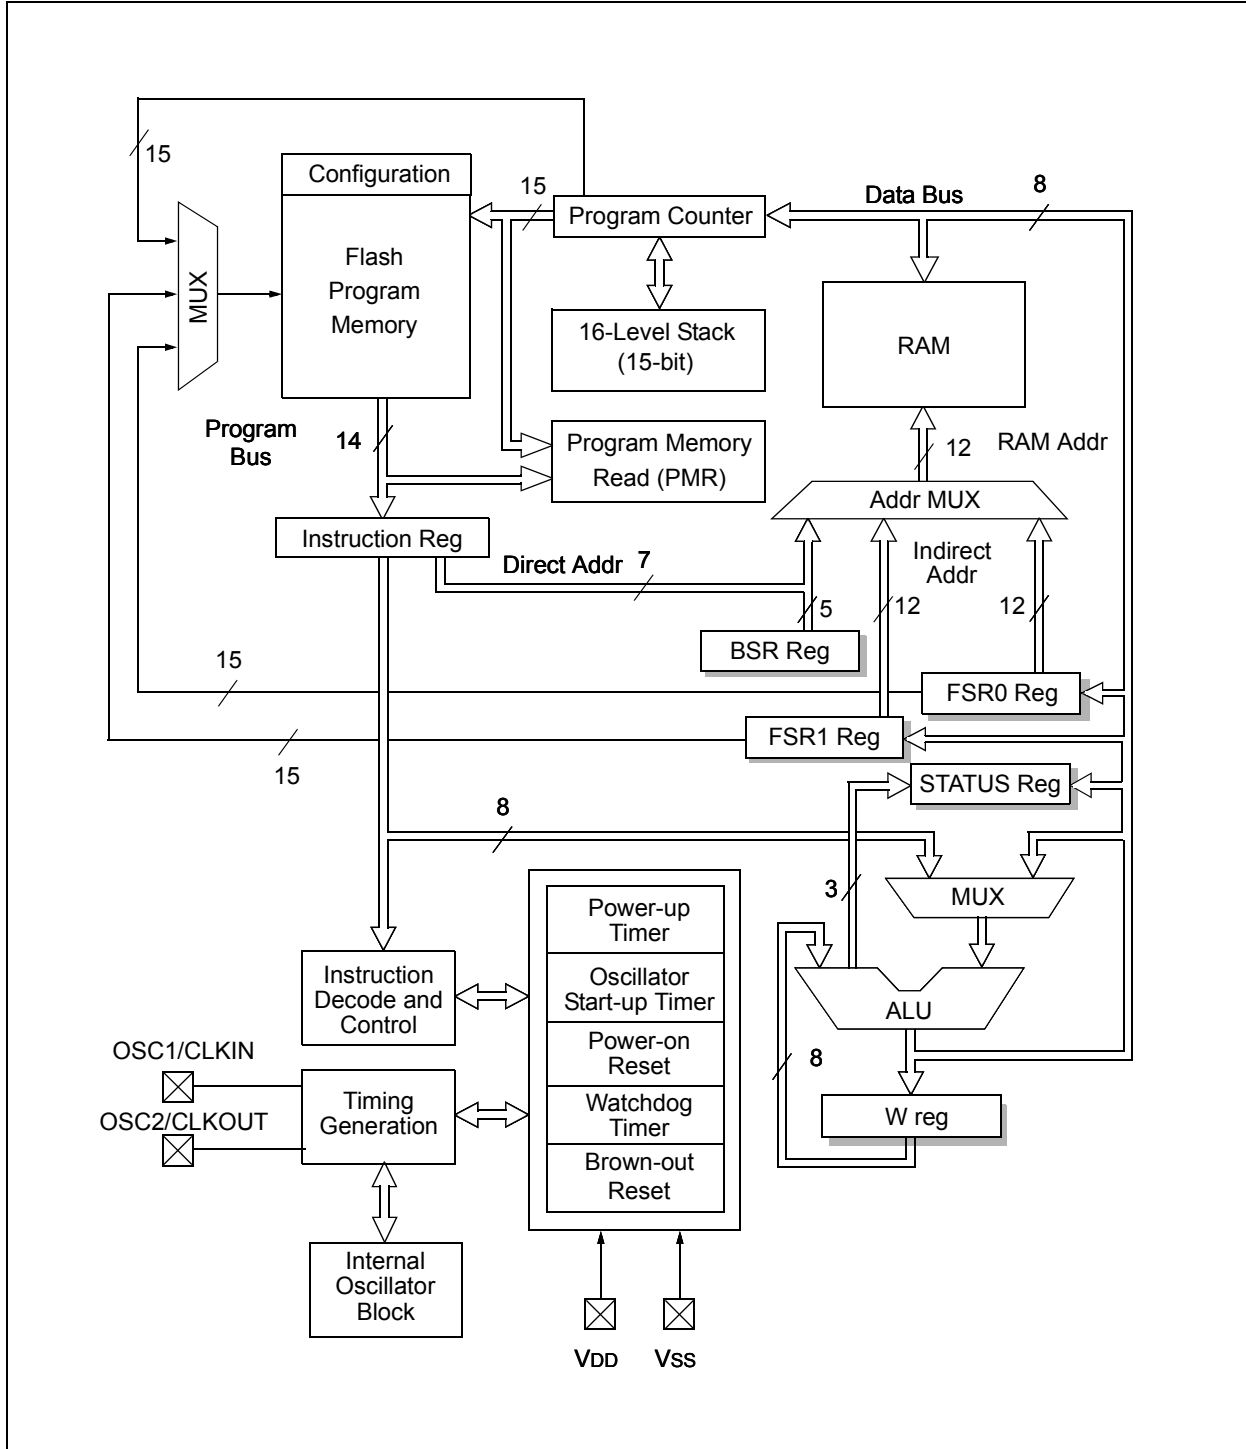 15
Configuration
15
Data Bus
8
Program Counter
Flash
Program
Memory
MUX
16-Level Stack
(15-bit)
RAM
Program
Bus
14
Program Memory
Read (PMR)
12
RAM Addr
Addr MUX
Instruction Reg
Direct Addr
7
Indirect
Addr
5
12
12
BSR Reg
15
FSR0 Reg
FSR1 Reg
15
STATUS Reg
8
3
MUX
Power-up
Timer
Instruction
Decode and
Control
Oscillator
Start-up Timer
ALU
OSC1/CLKIN
Power-on
Reset
8
OSC2/CLKOUT
Timing
Generation
Watchdog
Timer
W reg
Brown-out
Reset
Internal
Oscillator
Block
VDD
VSS